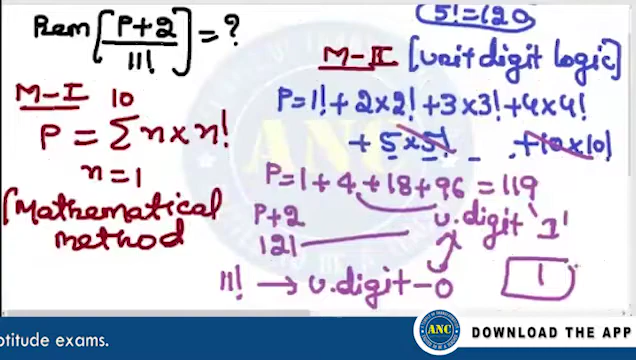 5! = 120
Rem [P+2 / 11!] = ?
M-II [unit digit logic]
M-I
P = 1! + 2×2! + 3×3! + 4×4!
+ 5×5! - - , +10×10!
10
P = Σ n×n!
n=1
P = 1 + 4 + 18 + 96 = 119
[Mathematical
method
P+2
121
u.digit '1'
11! → u.digit - 0
1
ptitude exams.
ANC
DOWNLOAD THE APP